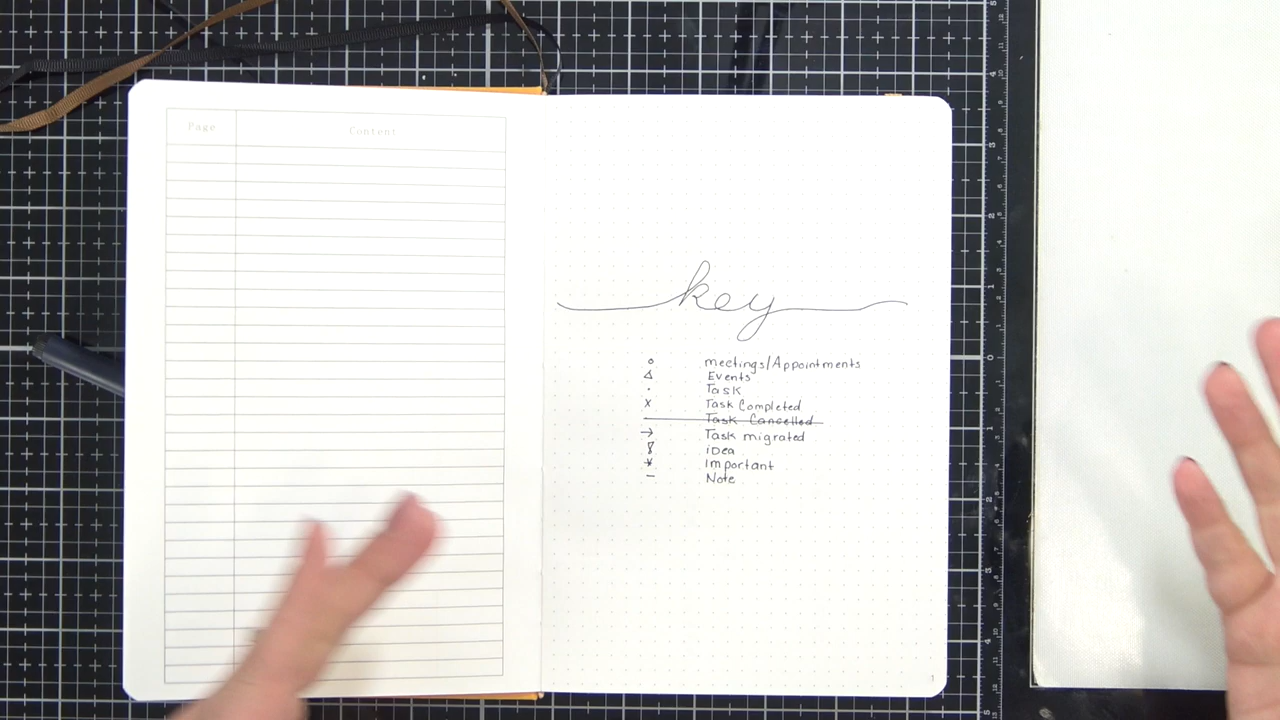 Page Content
key
o meetings/Appointments
Events
· Task
x Task Completed
Task Cancelled
→ Task migrated
iDea
* Important
- Note
1